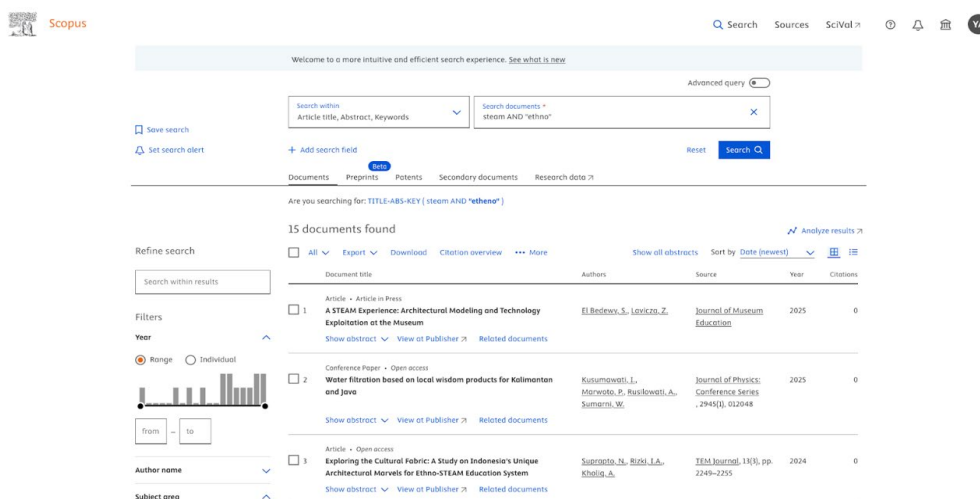 Scopus
Search
Sources
SciVal
Welcome to a more intuitive and efficient search experience. See what is new
Advanced query
Search within
Article title, Abstract, Keywords
Search documents *
steam AND "ethno"
Save search
Set search alert
+ Add search field
Reset
Search
Beta
Documents
Preprints
Patents
Secondary documents
Research data
Are you searching for: TITLE-ABS-KEY ( steam AND "etheno" )
15 documents found
Analyze results
Refine search
All
Export
Download
Citation overview
More
Show all abstracts
Sort by Date (newest)
Search within results
Document title
Authors
Source
Year
Citations
Filters
Year
Range
Individual
from
–
to
Author name
Subject area
Article • Article in Press
1
A STEAM Experience: Architectural Modeling and Technology
Exploitation at the Museum
El Bedewy, S., Lavicza, Z.
Journal of Museum
Education
2025
0
Show abstract
View at Publisher
Related documents
Conference Paper • Open access
2
Water filtration based on local wisdom products for Kalimantan
and Java
Kusumawati, I.,
Marwoto, P., Rusilowati, A.,
Sumarni, W.
Journal of Physics:
Conference Series
, 2945(1), 012048
2025
0
Show abstract
View at Publisher
Related documents
Article • Open access
3
Exploring the Cultural Fabric: A Study on Indonesia's Unique
Architectural Marvels for Ethno-STEAM Education System
Suprapto, N., Rizki, I.A.,
Kholiq, A.
TEM Journal, 13(3), pp.
2249–2255
2024
0
Show abstract
View at Publisher
Related documents